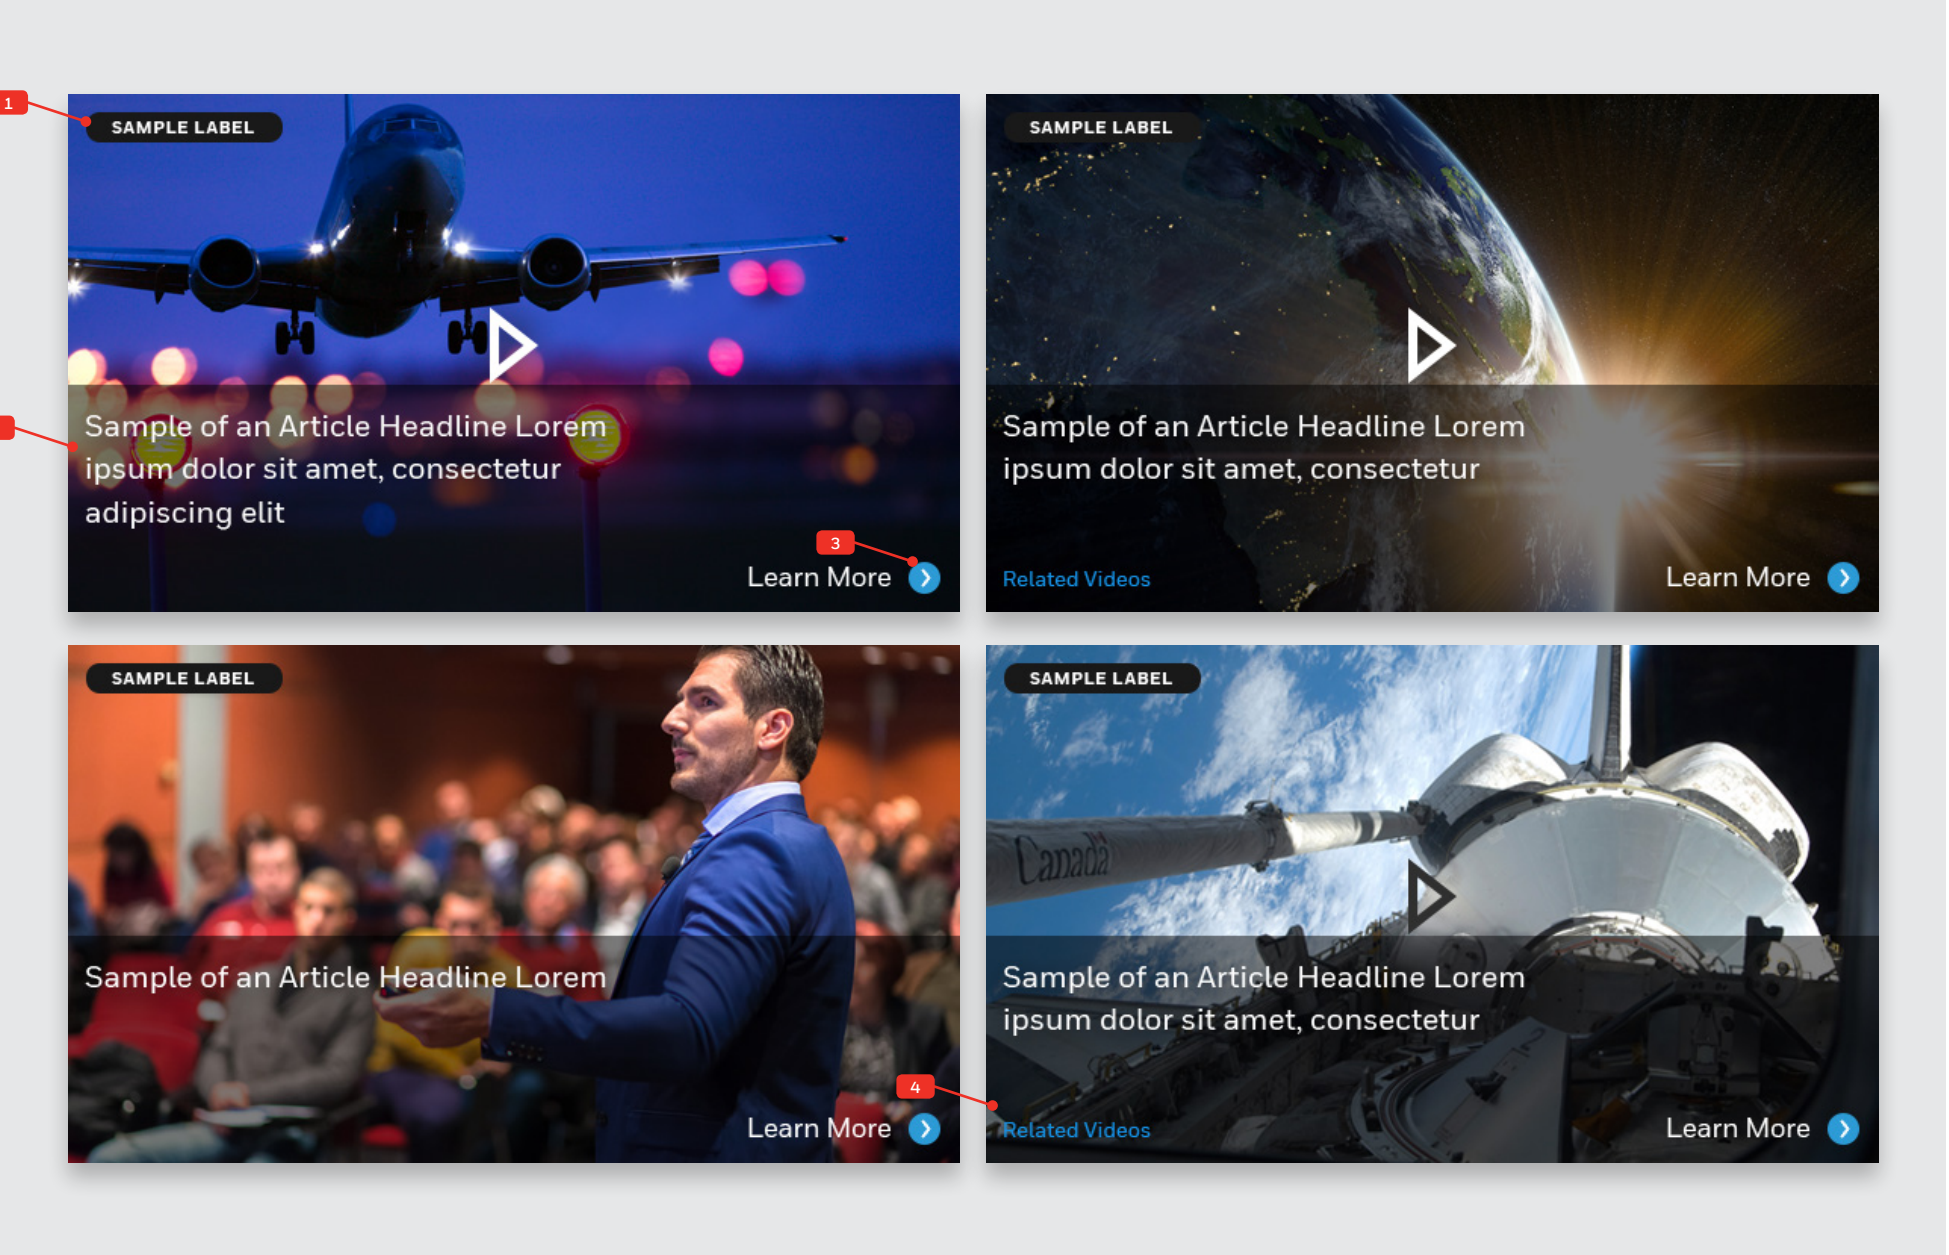 1
SAMPLE LABEL
Sample of an Article Headline Lorem
ipsum dolor sit amet, consectetur
adipiscing elit
3
Learn More
SAMPLE LABEL
Sample of an Article Headline Lorem
ipsum dolor sit amet, consectetur
Related Videos
Learn More
SAMPLE LABEL
Sample of an Article Headline Lorem
Learn More
SAMPLE LABEL
Canada
Sample of an Article Headline Lorem
ipsum dolor sit amet, consectetur
4
Related Videos
Learn More